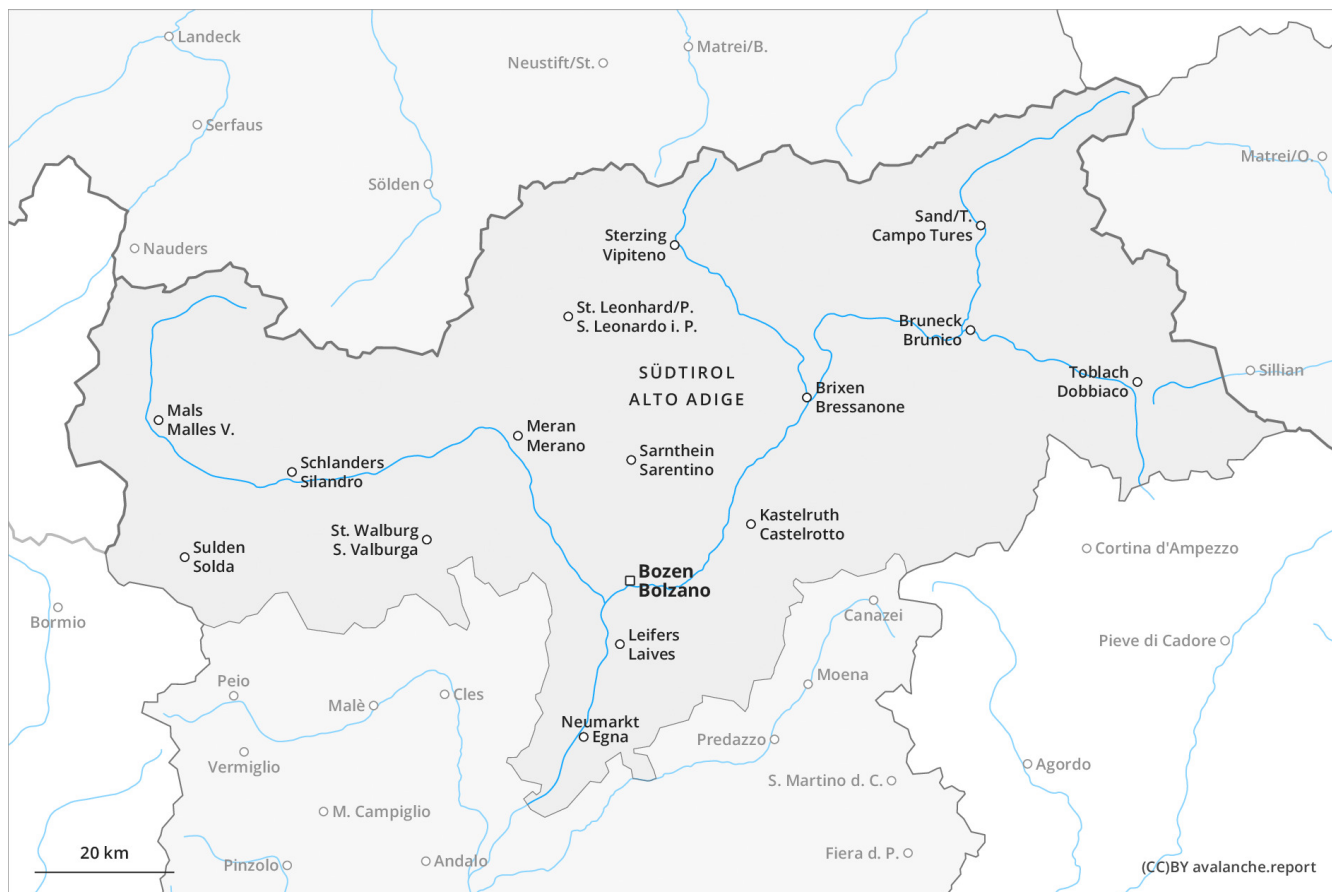 Landeck
Matrei/B.
Neustift/St.
Serfaus
Matrei/O.
Sölden
Sand/T.
Campo Tures
Sterzing
Vipiteno
Nauders
St. Leonhard/P.
S. Leonardo i. P.
Bruneck
Brunico
SÜDTIROL
ALTO ADIGE
Toblach
Dobbiaco
Sillian
Brixen
Bressanone
Mals
Malles V.
Meran
Merano
Sarnthein
Sarentino
Schlanders
Silandro
Kastelruth
Castelrotto
St. Walburg
S. Valburga
Sulden
Solda
Cortina d'Ampezzo
Bozen
Bolzano
Bormio
Canazei
Leifers
Laives
Pieve di Cadore
Moena
Peio
Cles
Malè
Neumarkt
Egna
Predazzo
Vermiglio
Agordo
S. Martino d. C.
M. Campiglio
20 km
Andalo
Fiera d. P.
Pinzolo
(CC)BY avalanche.report